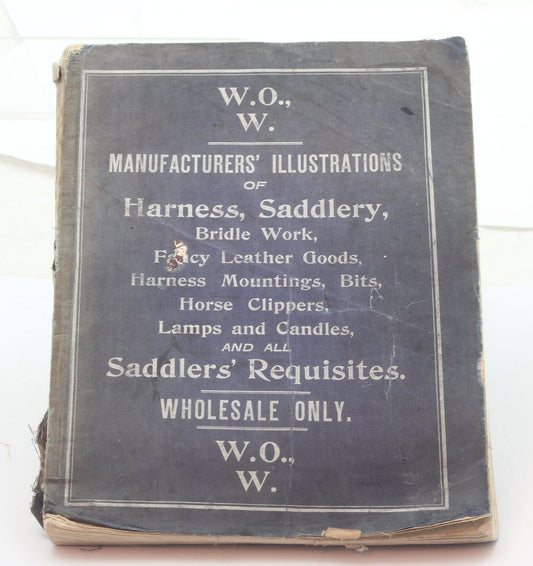 W.O.,
W.
MANUFACTURERS' ILLUSTRATIONS
OF
Harness, Saddlery,
Bridle Work,
Fancy Leather Goods,
Harness Mountings, Bits,
Horse Clippers,
Lamps and Candles,
AND ALL
Saddlers' Requisites.
WHOLESALE ONLY.
W.O.,
W.